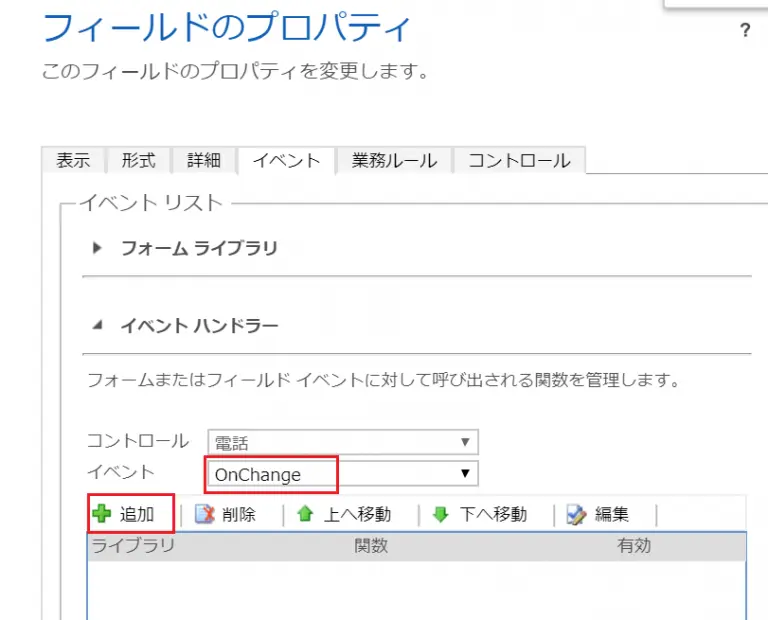 フィールドのプロパティ
?
このフィールドのプロパティを変更します。
表示 形式 詳細 イベント 業務ルール コントロール
イベント リスト
フォーム ライブラリ
イベント ハンドラー
フォームまたはフィールド イベントに対して呼び出される関数を管理します。
コントロール 電話
イベント OnChange
追加 削除 上へ移動 下へ移動 編集
ライブラリ 関数 有効